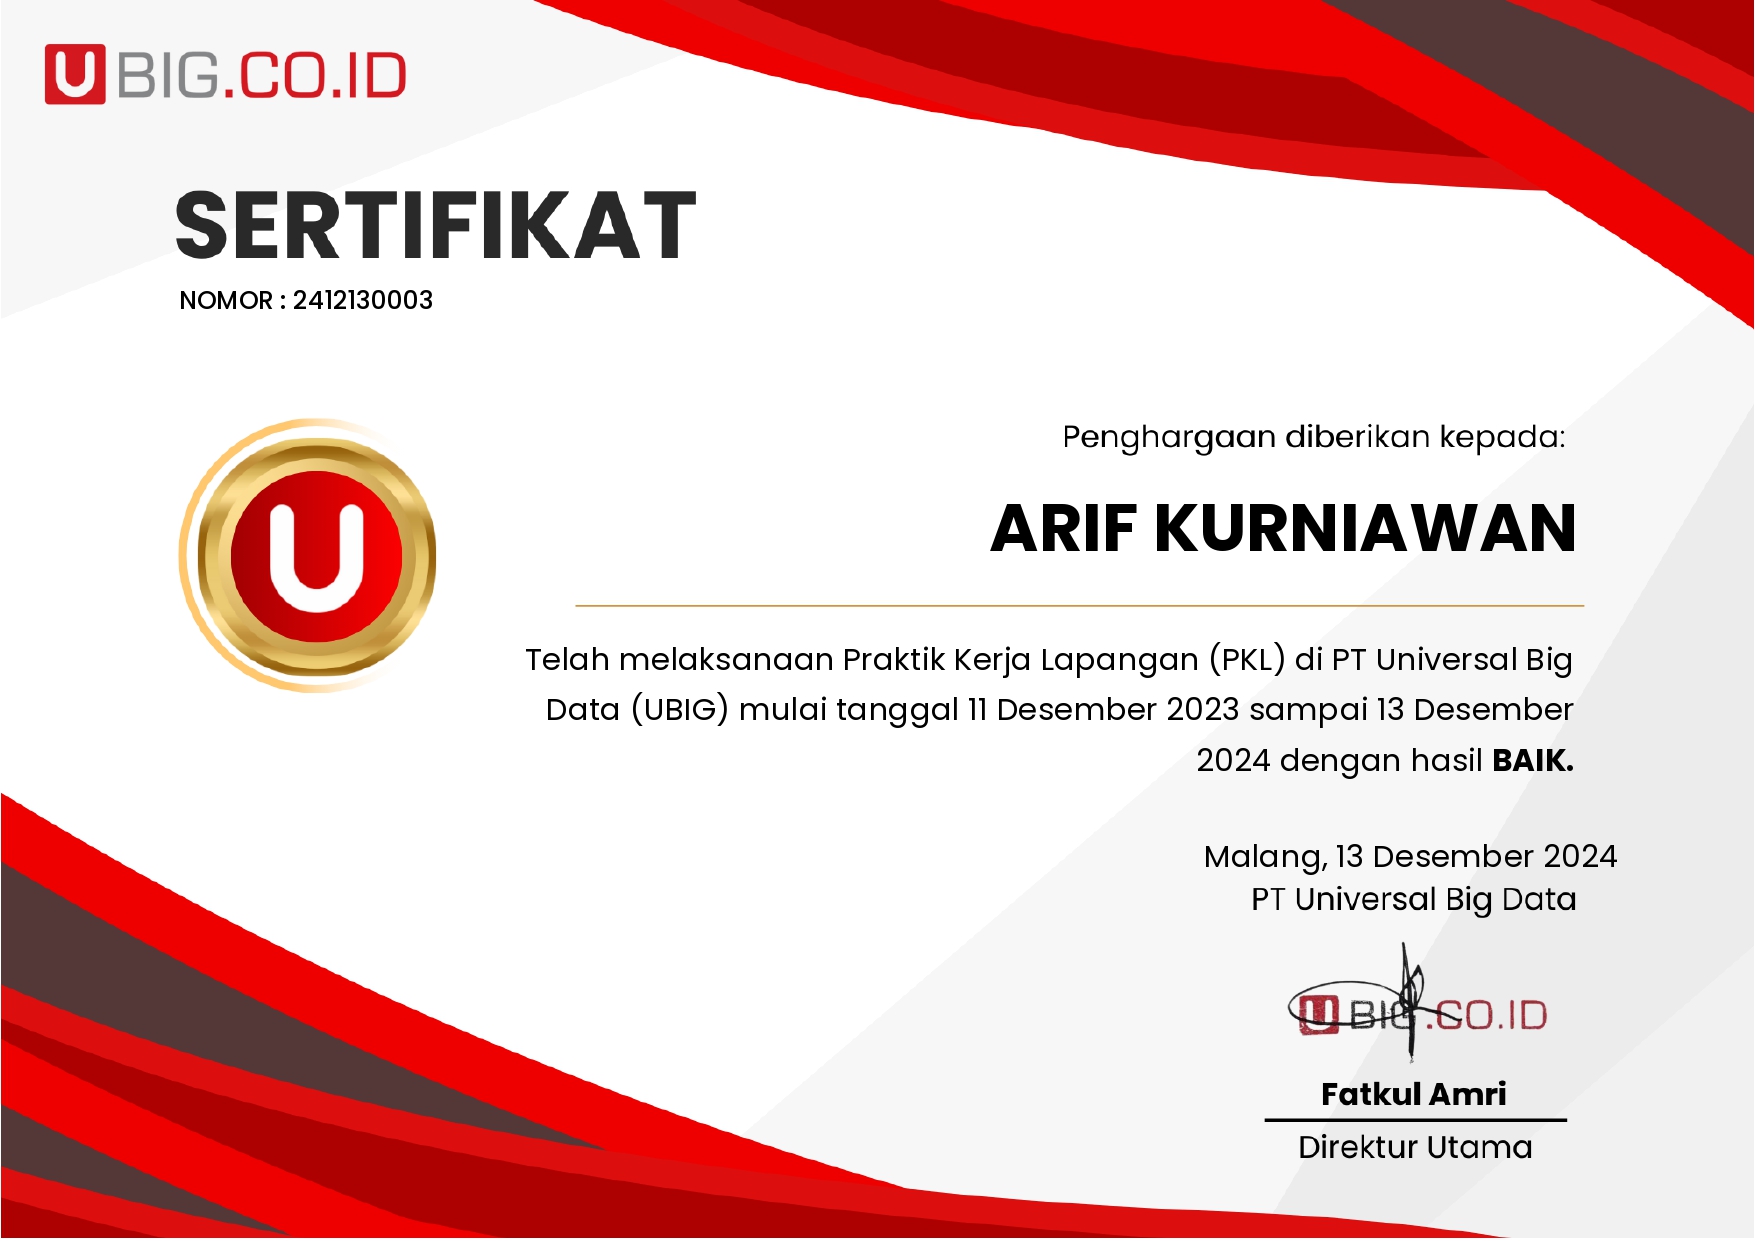 UBIG.CO.ID
SERTIFIKAT
NOMOR : 2412130003
U
Penghargaan diberikan kepada:
ARIF KURNIAWAN
Telah melaksanaan Praktik Kerja Lapangan (PKL) di PT Universal Big
Data (UBIG) mulai tanggal 11 Desember 2023 sampai 13 Desember
2024 dengan hasil BAIK.
Malang, 13 Desember 2024
PT Universal Big Data
UBIG.CO.ID
Fatkul Amri
Direktur Utama